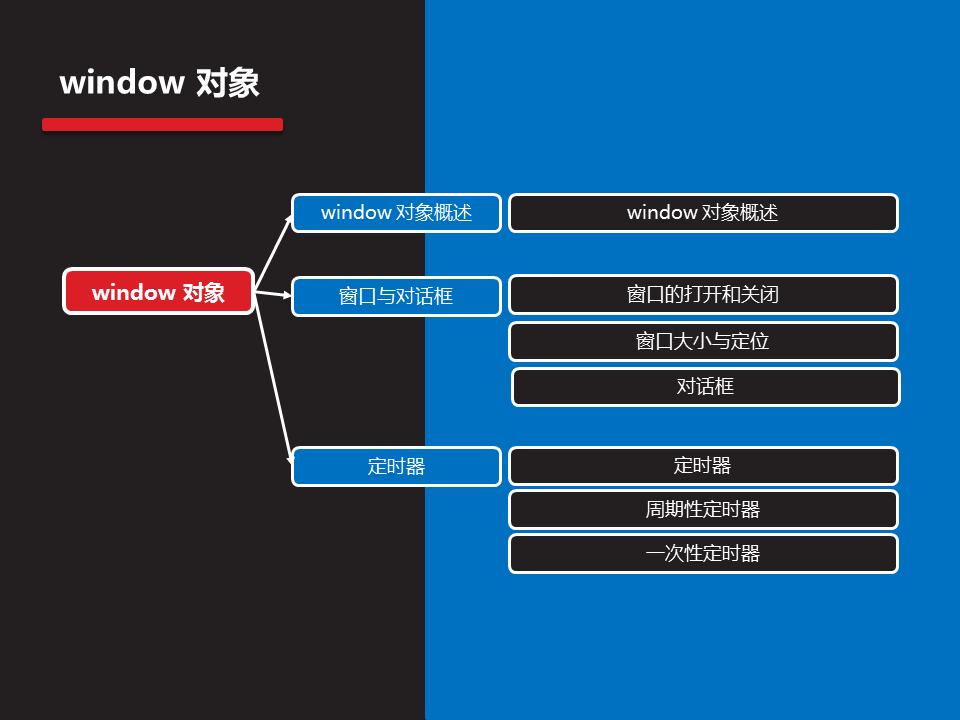 window 对象
window 对象
window 对象概述
window 对象概述
窗口与对话框
窗口的打开和关闭
窗口大小与定位
对话框
定时器
定时器
周期性定时器
一次性定时器